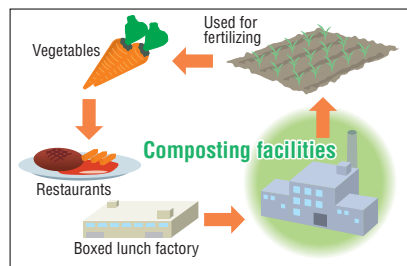 Used for
fertilizing
Vegetables
Composting facilities
Restaurants
Boxed lunch factory